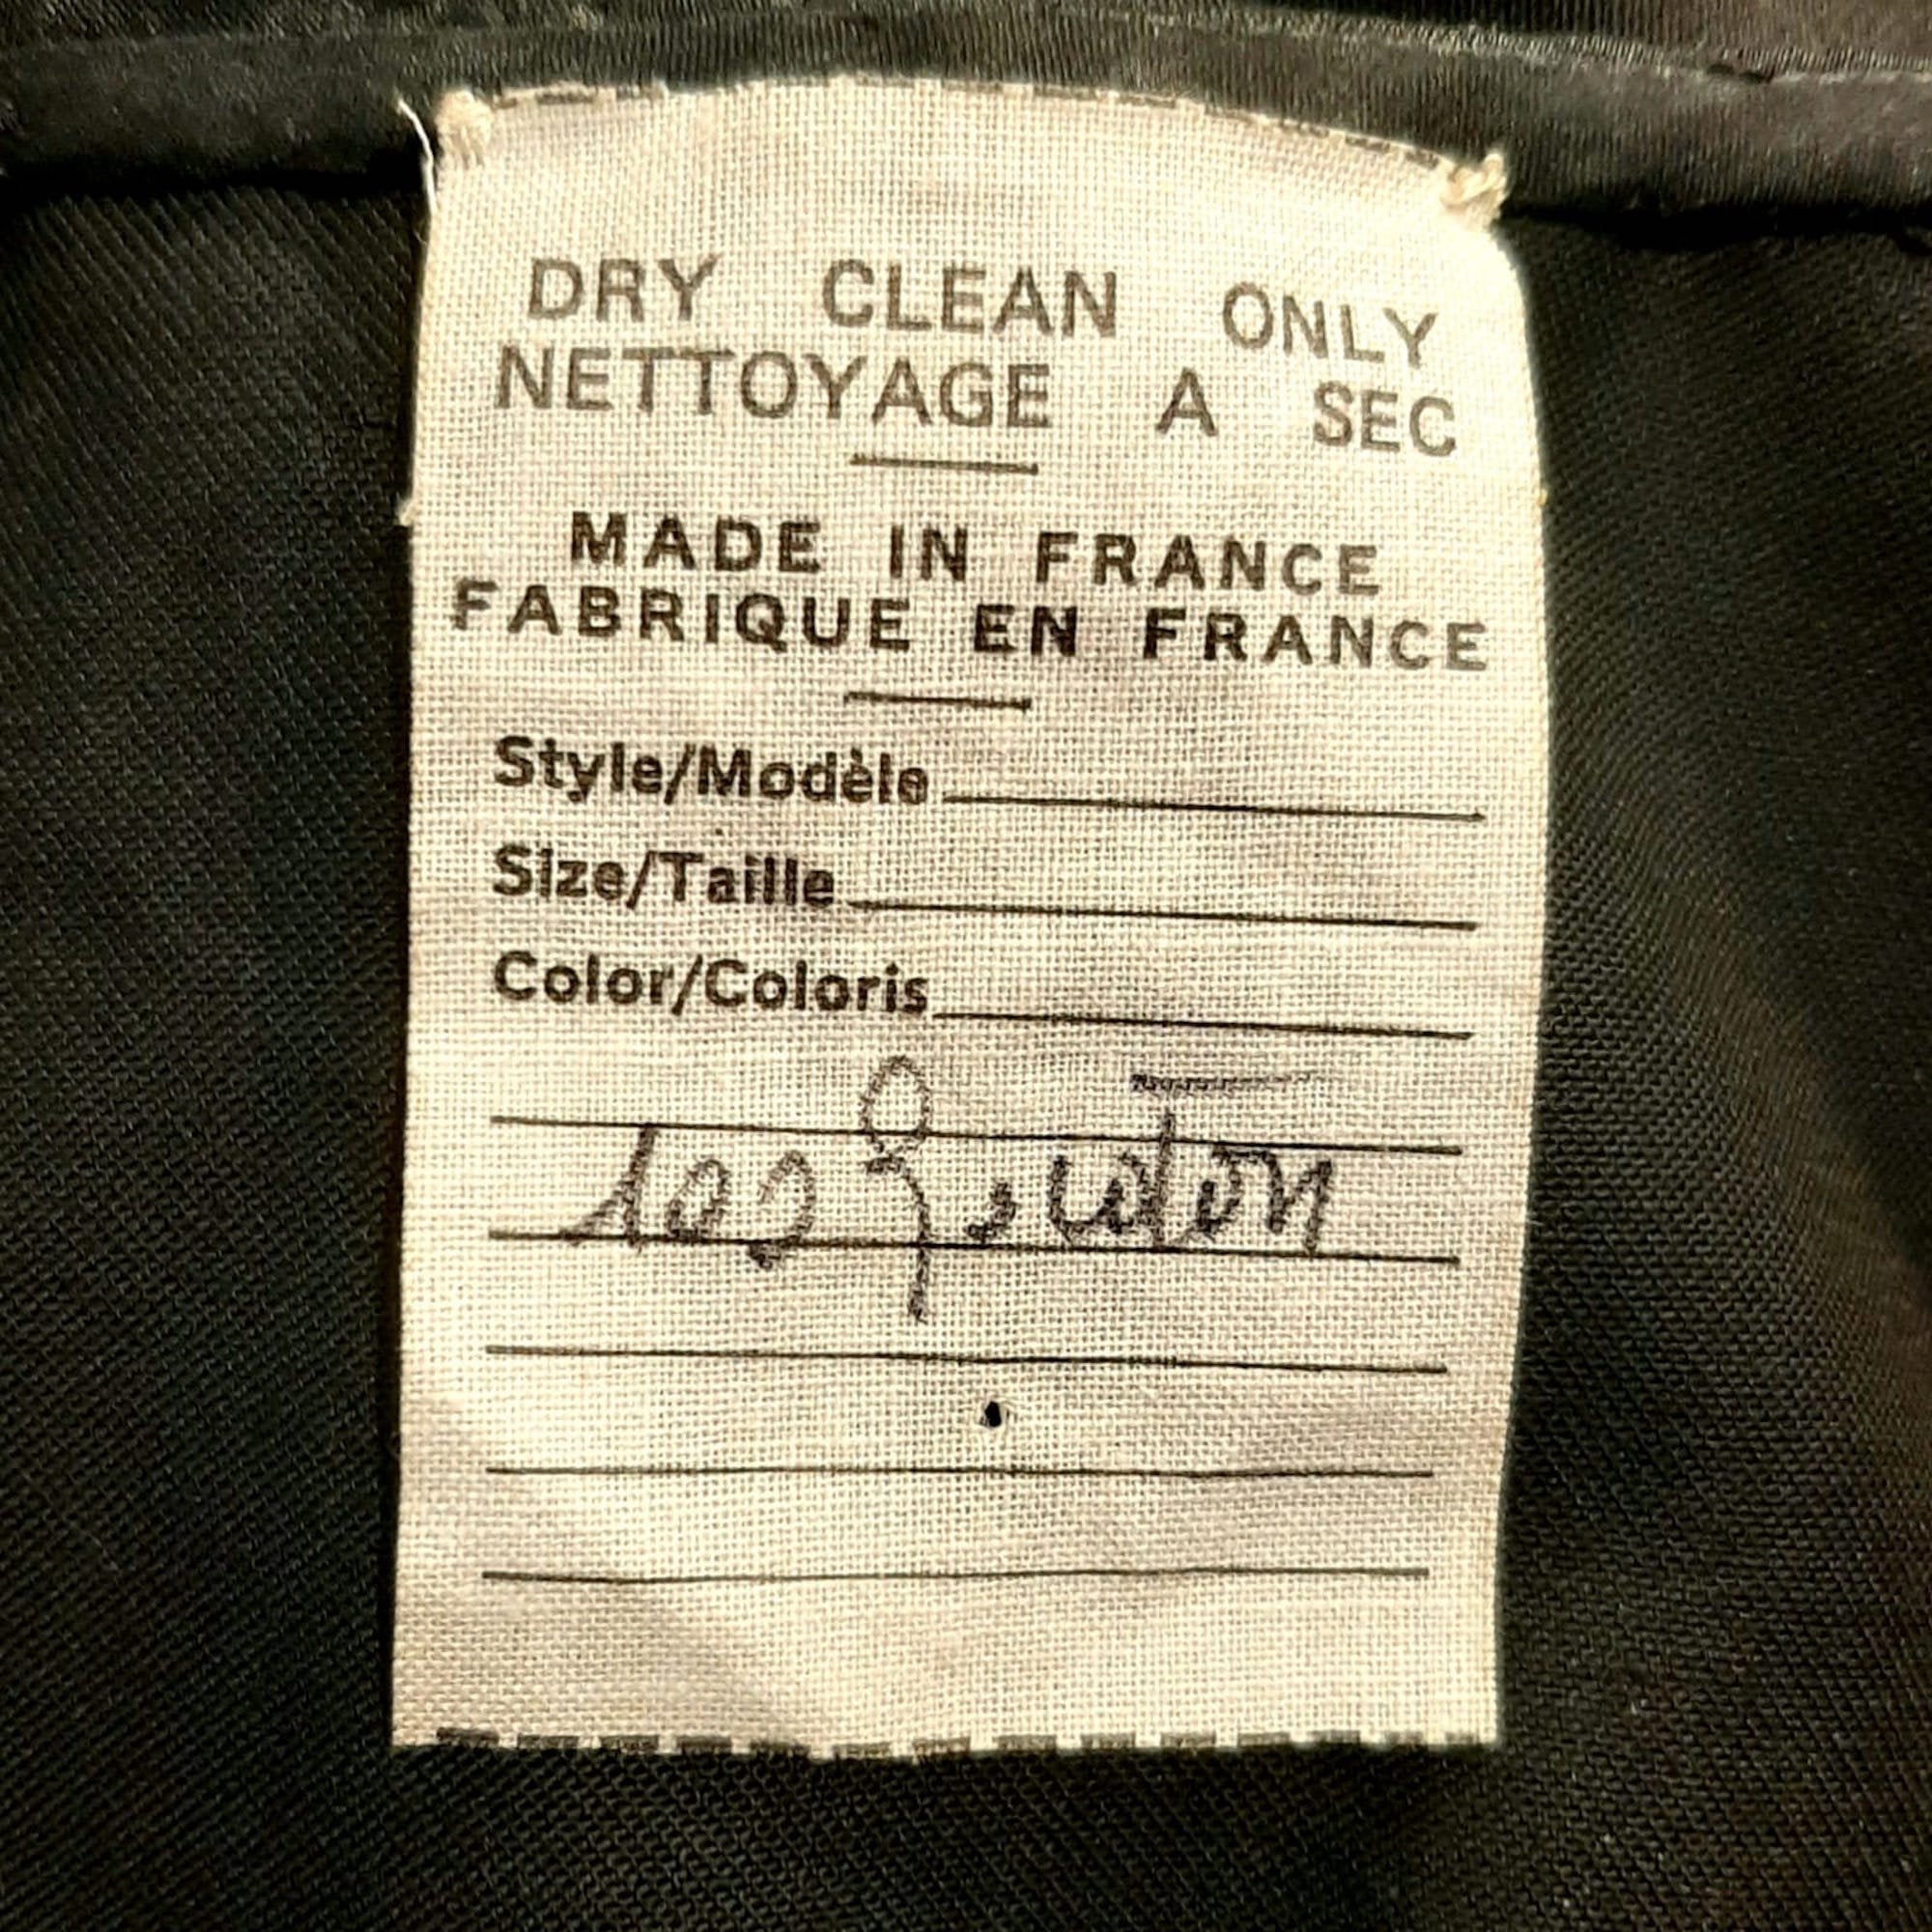 DRY CLEAN ONLY
NETTOYAGE A SEC
MADE IN FRANCE
FABRIQUE EN FRANCE
Style/Modèle
Size/Taille
Color/Coloris